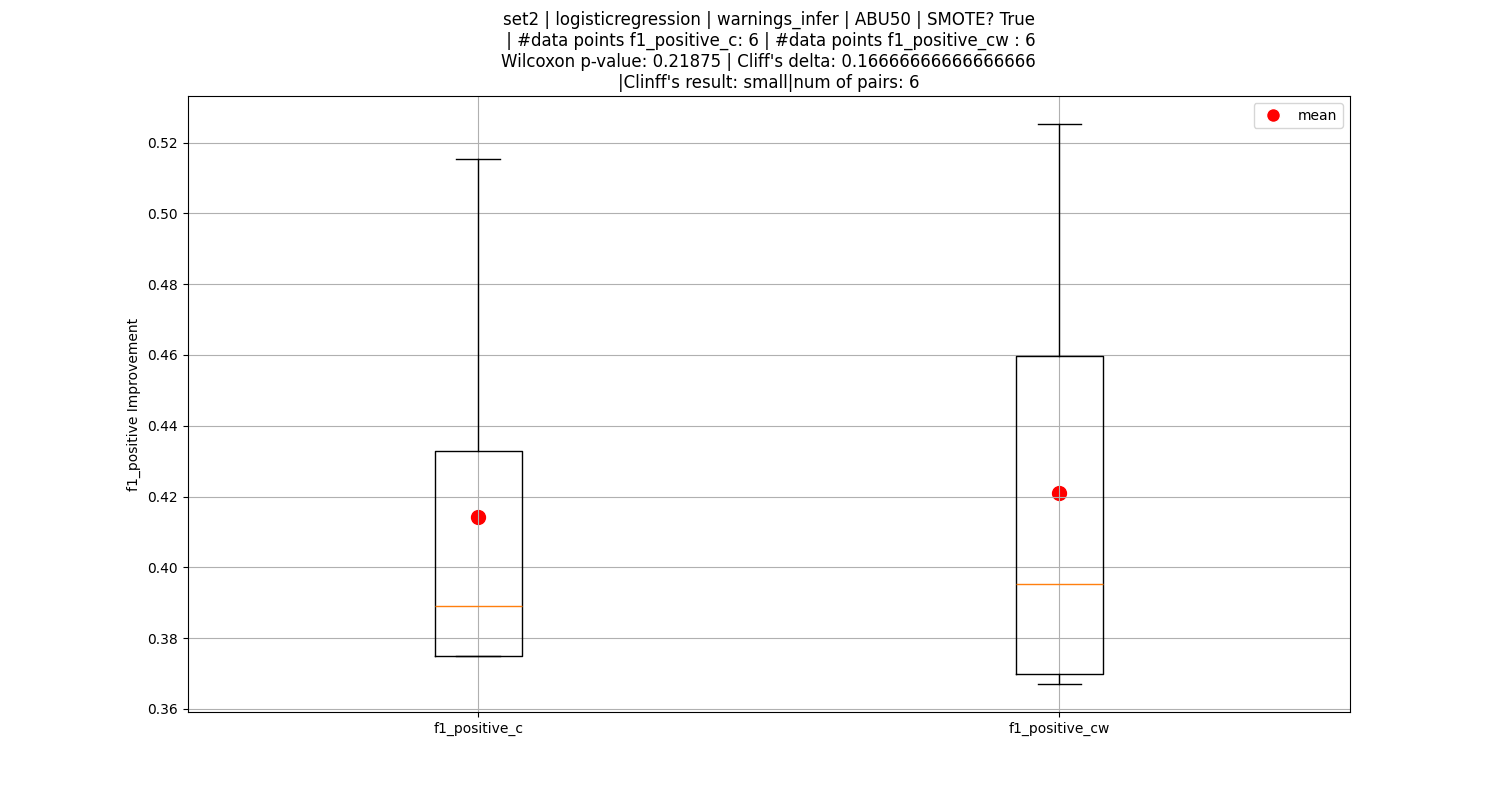 set2 | logisticregression | warnings_infer | ABU50 | SMOTE? True
| #data points f1_positive_c: 6 | #data points f1_positive_cw : 6
Wilcoxon p-value: 0.21875 | Cliff's delta: 0.16666666666666666
|Clinff's result: small|num of pairs: 6
mean
0.52
0.50
0.48
0.46
0.44
0.42
0.40
0.38
0.36
f1_positive Improvement
f1_positive_c
f1_positive_cw